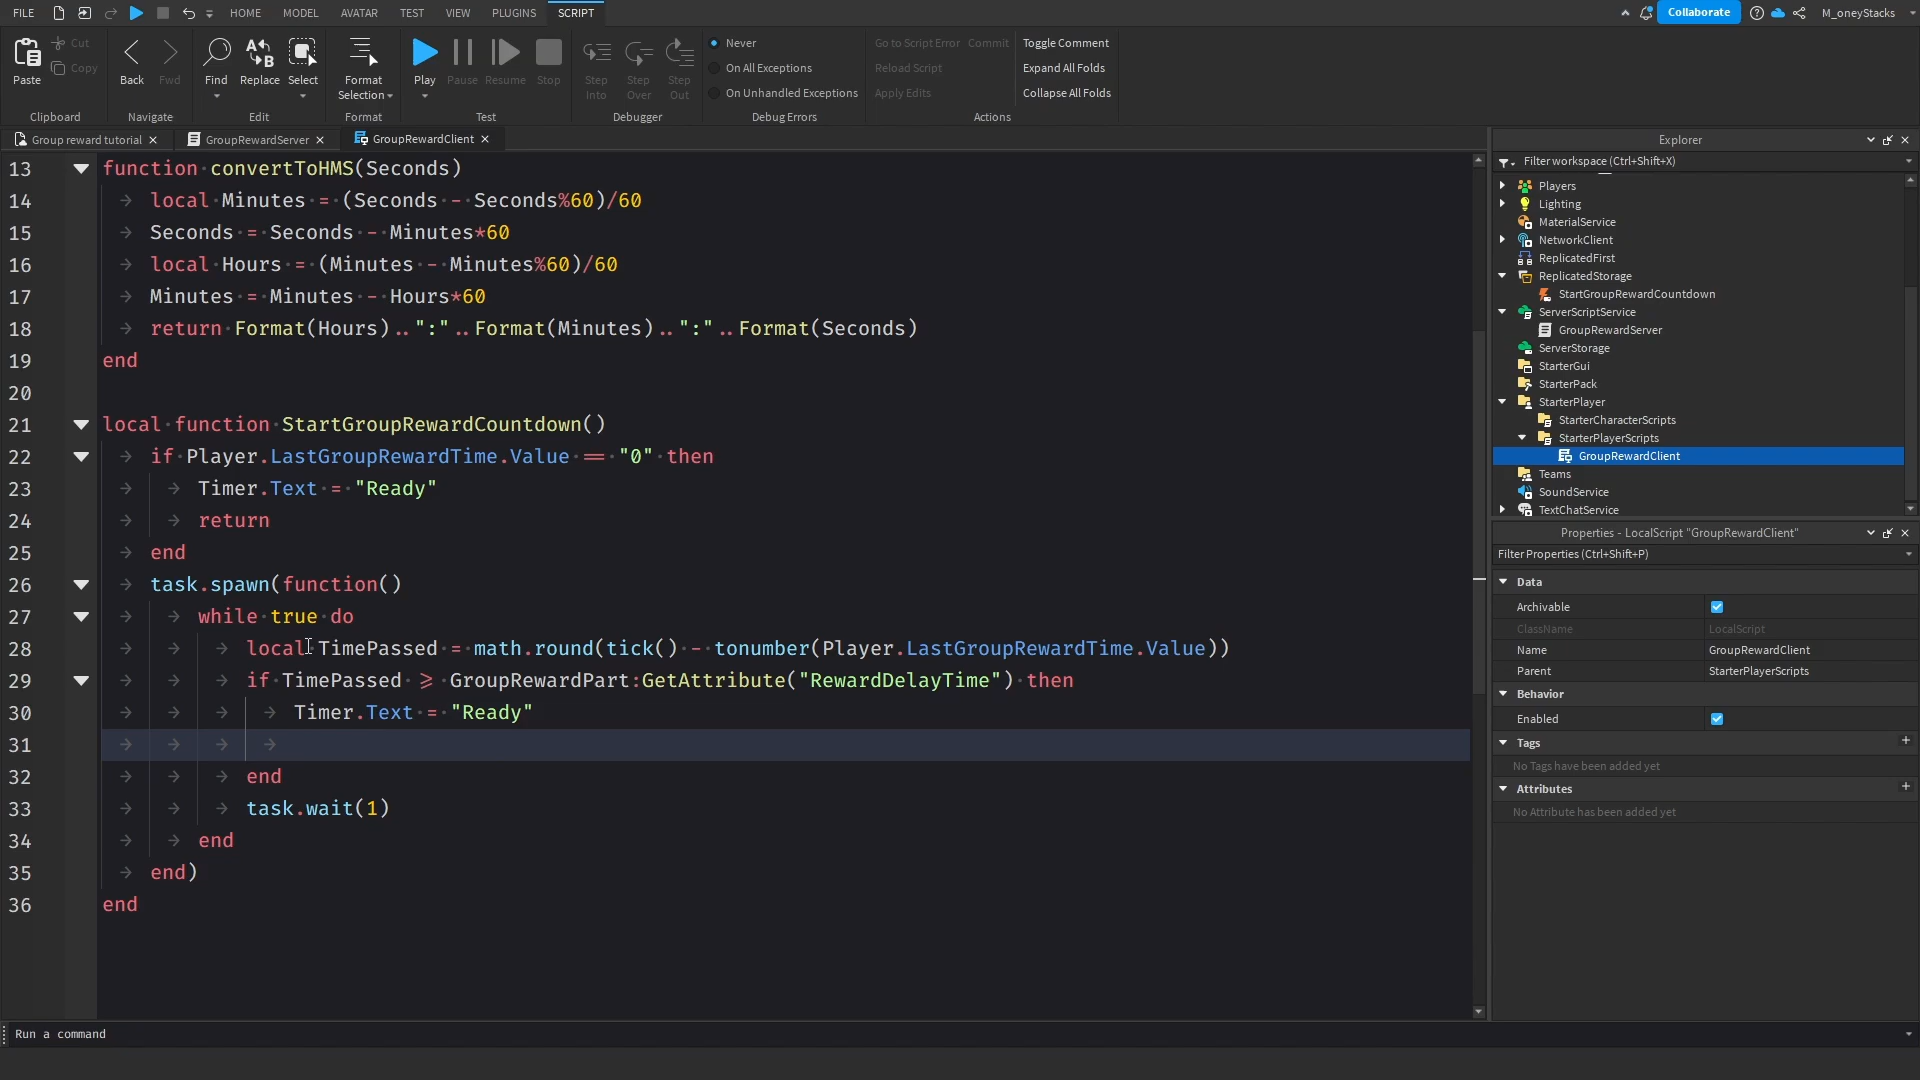 FILE HOME MODEL AVATAR TEST VIEW PLUGINS SCRIPT Collaborate M_oneyStacks
Paste Cut Copy Back Fwd Find Replace Select Format Selection Play Pause Resume Stop Step Into Step Over Step Out
Never
On All Exceptions
On Unhandled Exceptions
Go to Script Error Commit
Reload Script
Apply Edits
Toggle Comment
Expand All Folds
Collapse All Folds
Clipboard Navigate Edit Format Test Debugger Debug Errors Actions
Group reward tutorial GroupRewardServer GroupRewardClient
13 function convertToHMS(Seconds)
14 local Minutes = (Seconds - Seconds%60)/60
15 Seconds = Seconds - Minutes*60
16 local Hours = (Minutes - Minutes%60)/60
17 Minutes = Minutes - Hours*60
18 return Format(Hours)..":"..Format(Minutes)..":"..Format(Seconds)
19 end
20
21 local function StartGroupRewardCountdown()
22 if Player.LastGroupRewardTime.Value == "0" then
23 Timer.Text = "Ready"
24 return
25 end
26 task.spawn(function()
27 while true do
28 local TimePassed = math.round(tick() - tonumber(Player.LastGroupRewardTime.Value))
29 if TimePassed >= GroupRewardPart:GetAttribute("RewardDelayTime") then
30 Timer.Text = "Ready"
31
32 end
33 task.wait(1)
34 end
35 end)
36 end
Run a command
Explorer
Filter workspace (Ctrl+Shift+X)
Players
Lighting
MaterialService
NetworkClient
ReplicatedFirst
ReplicatedStorage
StartGroupRewardCountdown
ServerScriptService
GroupRewardServer
ServerStorage
StarterGui
StarterPack
StarterPlayer
StarterCharacterScripts
StarterPlayerScripts
GroupRewardClient
Teams
SoundService
TextChatService
Properties - LocalScript "GroupRewardClient"
Filter Properties (Ctrl+Shift+P)
Data
Archivable
ClassName LocalScript
Name GroupRewardClient
Parent StarterPlayerScripts
Behavior
Enabled
Tags
No Tags have been added yet
Attributes
No Attribute has been added yet